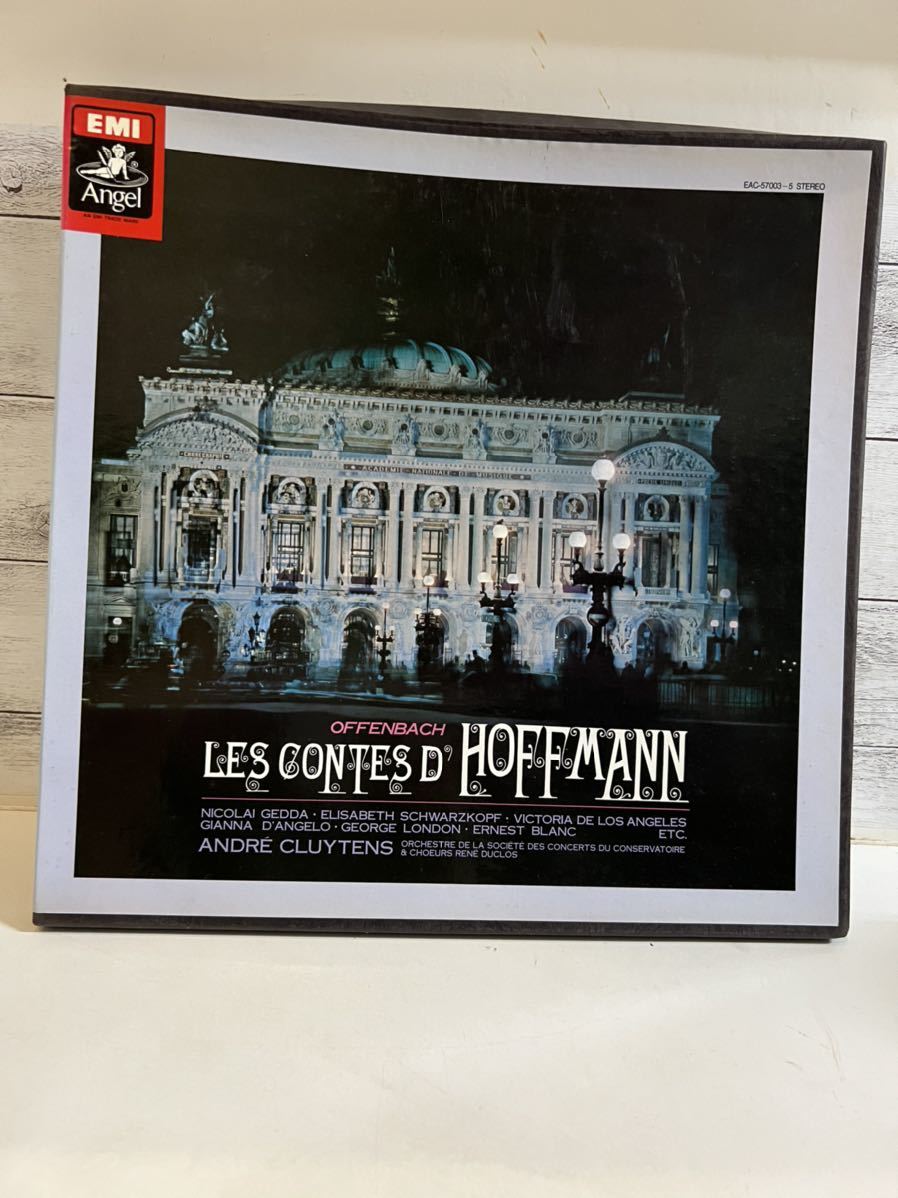 EMI
Angel
AN EMI TRADE MARK
EAC-57003-5 STEREO
CHOREGRAPHIE
ACADEMIE · NATIONALE · DE · MUSIQUE
OFFENBACH
LES CONTES D' HOFFMANN
NICOLAI GEDDA · ELISABETH SCHWARZKOPF · VICTORIA DE LOS ANGELES
GIANNA D'ANGELO · GEORGE LONDON · ERNEST BLANC ETC.
ANDRÉ CLUYTENS ORCHESTRE DE LA SOCIÉTÉ DES CONCERTS DU CONSERVATOIRE
& CHOEURS RENÉ DUCLOS